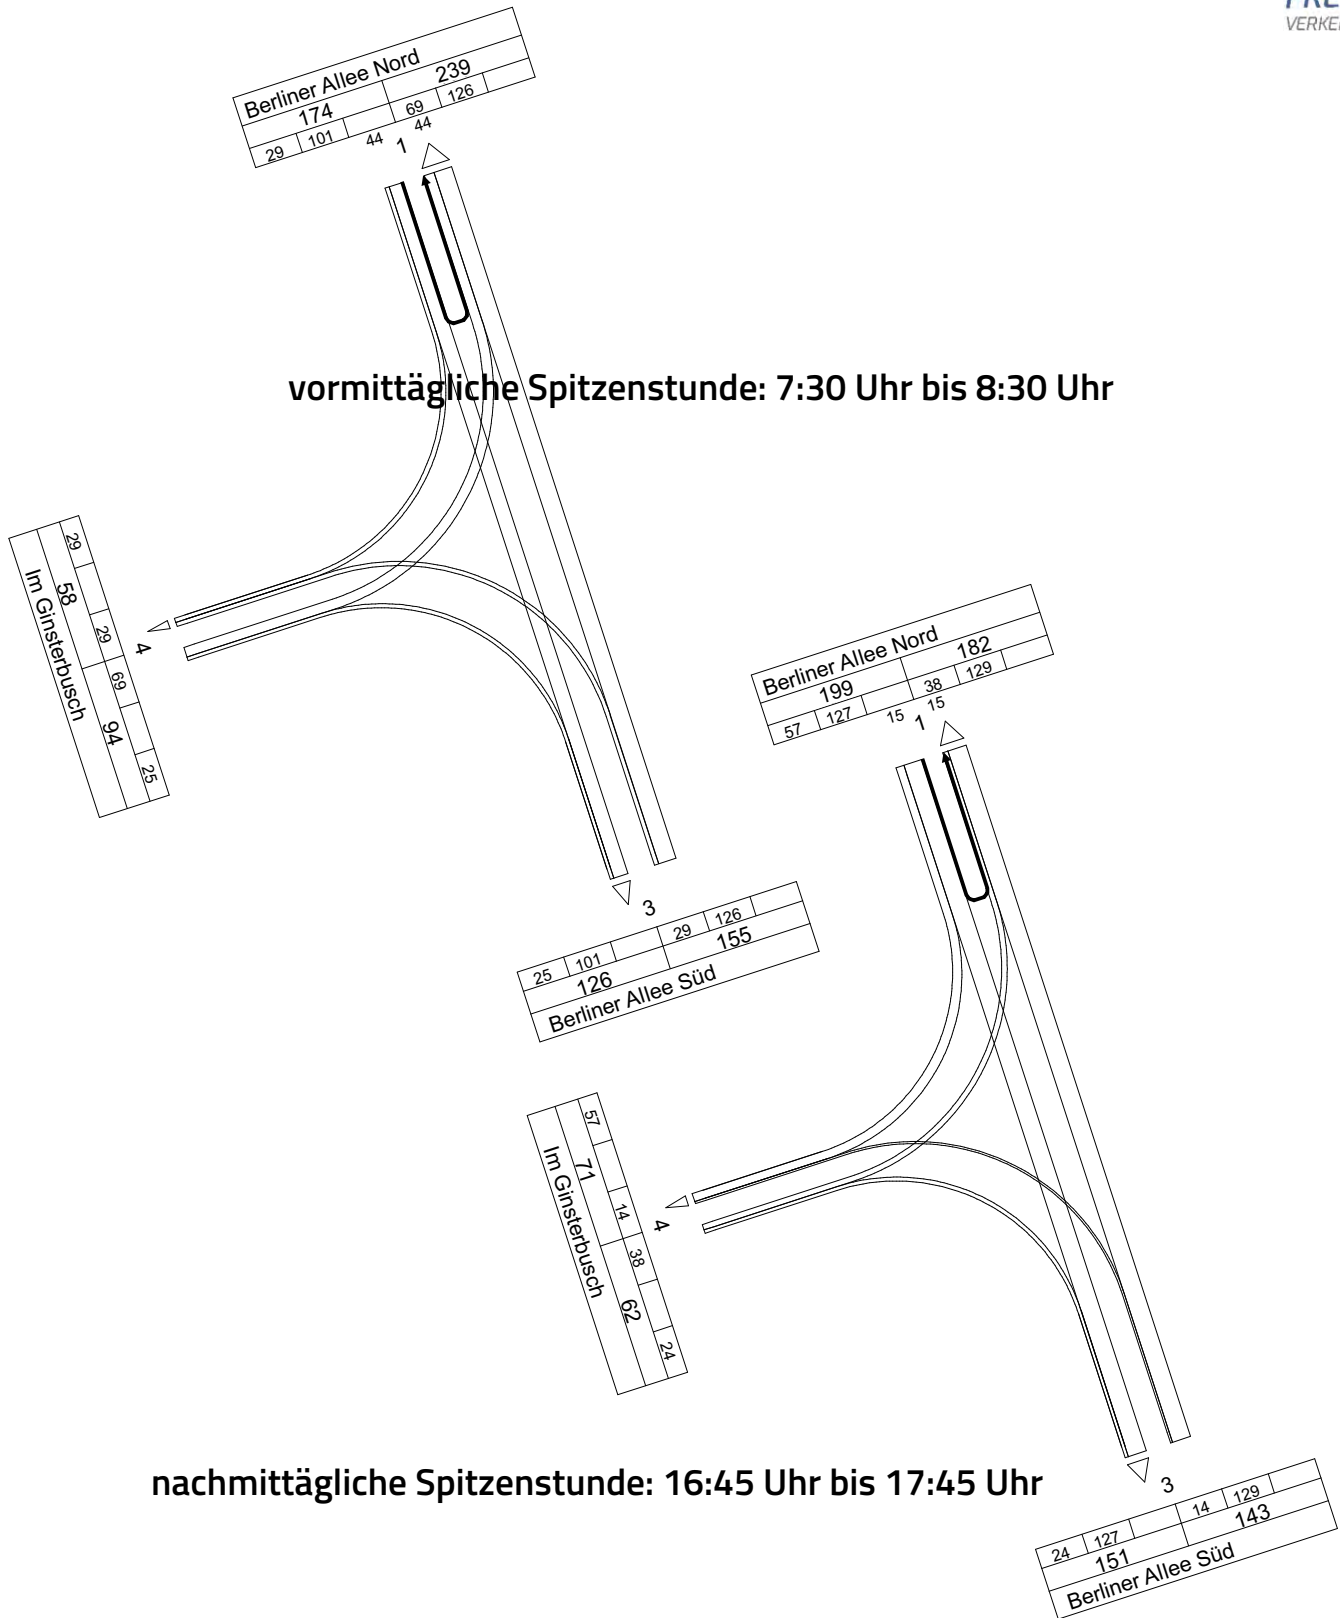 VERKE
Berliner Allee Nord
174 239
29 101 44 69 126
44
1
vormittägliche Spitzenstunde: 7:30 Uhr bis 8:30 Uhr
29 29 69 25
58 94
Im Ginsterbusch
4
3
25 101 29 126
126 155
Berliner Allee Süd
Berliner Allee Nord
199 182
57 127 15 38 129
15
1
57 14 38 24
71 62
Im Ginsterbusch
4
nachmittägliche Spitzenstunde: 16:45 Uhr bis 17:45 Uhr
3
24 127 14 129
151 143
Berliner Allee Süd